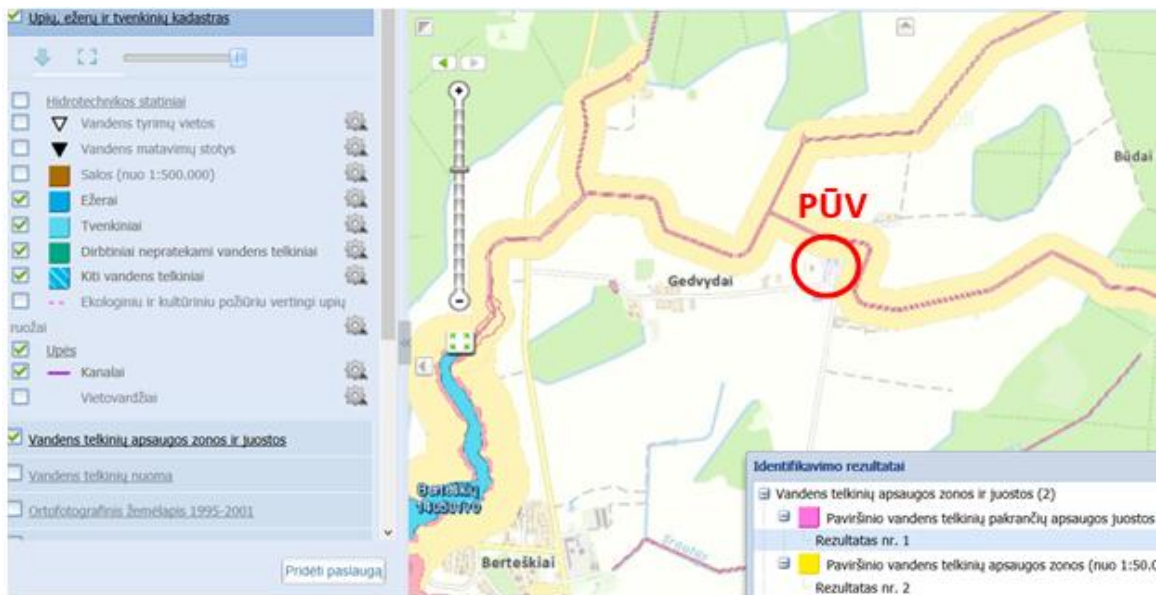 Upių, ežerų ir tvenkinių kadastras
Hidrotechnikos statiniai
Vandens tyrimų vietos
Vandens matavimų stotys
Salos (nuo 1:500.000)
Ežerai
Tvenkiniai
Dirbtiniai nepratekami vandens telkiniai
Kiti vandens telkiniai
Ekologiniu ir kultūriniu požiūriu vertingi upių
ruožai
Upės
Kanalai
Vietovardžiai
Vandens telkinių apsaugos zonos ir juostos
Vandens telkinių nuoma
Ortofotografinis žemėlapis 1995-2001
Pridėti paslaugą
Būdai
PŪV
Gedvydai
Berteškių
14050170
Berteškiai
Srautas
Identifikavimo rezultatai
Vandens telkinių apsaugos zonos ir juostos (2)
Paviršinio vandens telkinių pakrančių apsaugos juostos
Rezultatas nr. 1
Paviršinio vandens telkinių apsaugos zonos (nuo 1:50.0
Rezultatas nr. 2